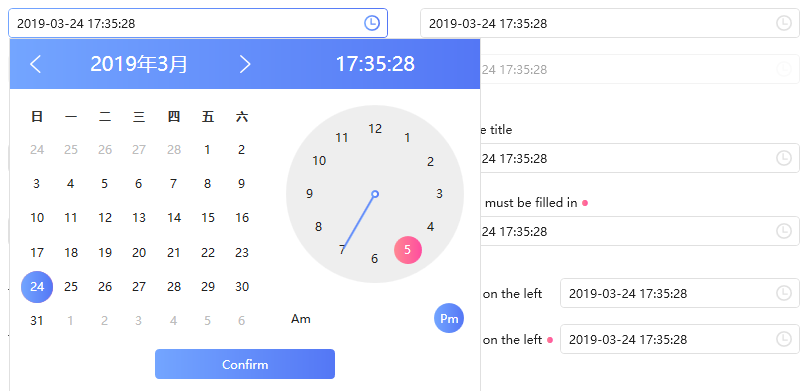 2019-03-24 17:35:28
2019-03-24 17:35:28
2019年3月
17:35:28
24 17:35:28
日 一 二 三 四 五 六
24 25 26 27 28 1 2
3 4 5 6 7 8 9
10 11 12 13 14 15 16
17 18 19 20 21 22 23
24 25 26 27 28 29 30
31 1 2 3 4 5 6
12
11 1
10 2
9 3
8 4
7 5
6
Am Pm
Confirm
title
24 17:35:28
must be filled in
24 17:35:28
on the left
2019-03-24 17:35:28
on the left
2019-03-24 17:35:28